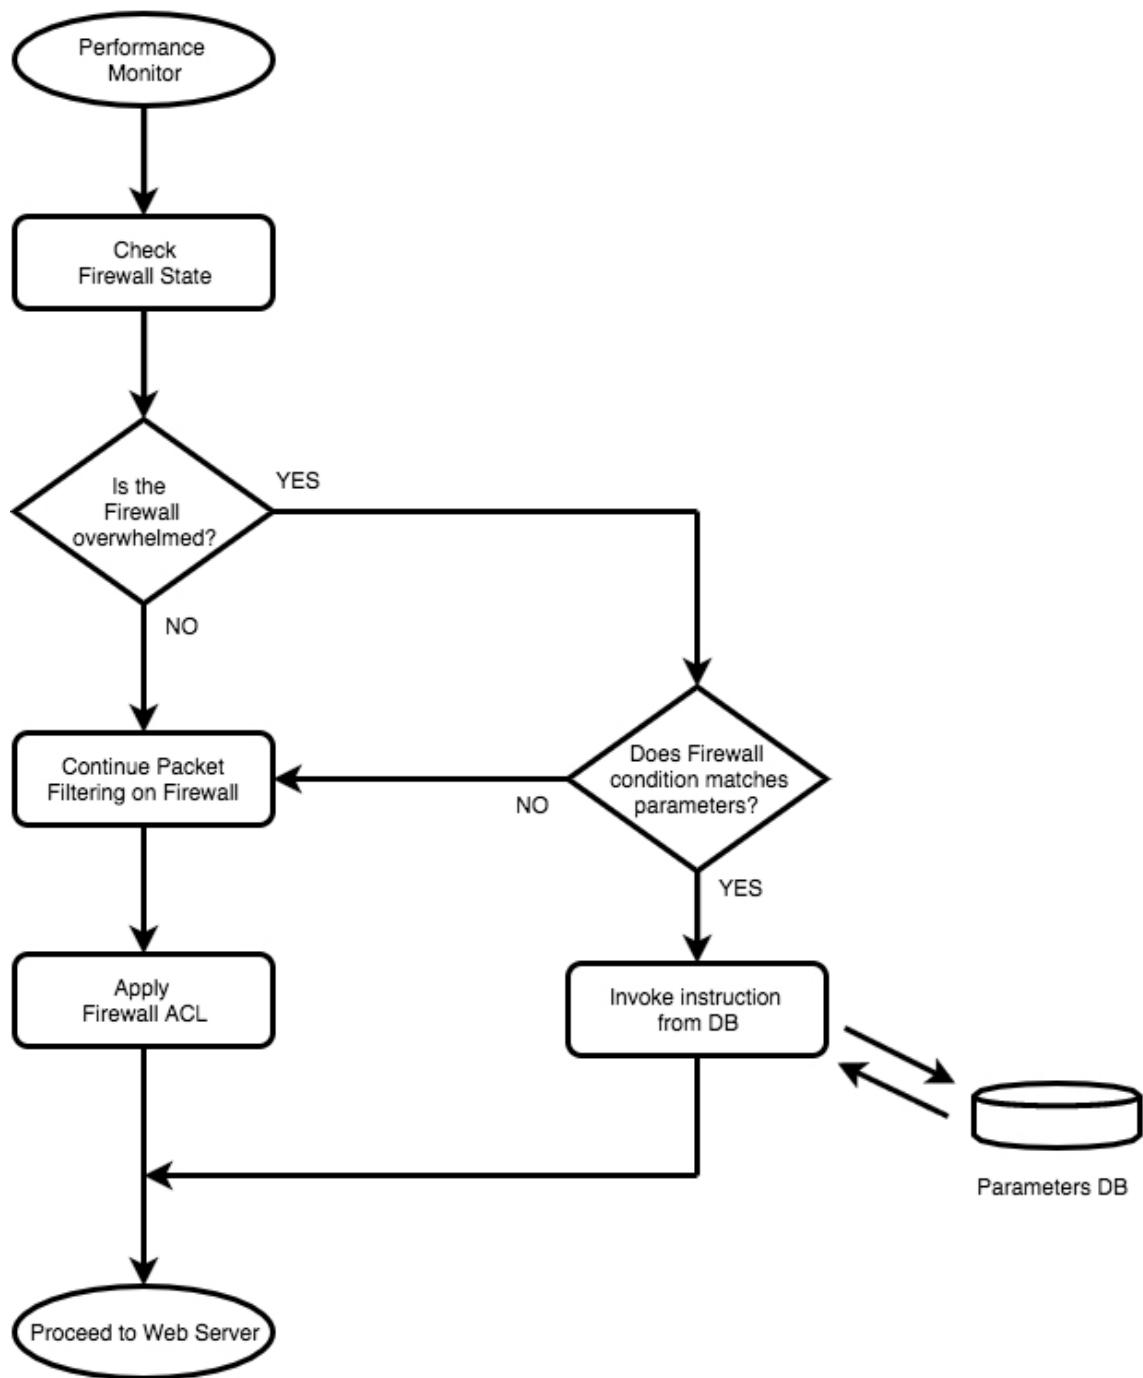 Performance
Monitor
Check
Firewall State
Is the
Firewall
overwhelmed?
YES
NO
Continue Packet
Filtering on Firewall
Does Firewall
condition matches
parameters?
NO
YES
Apply
Firewall ACL
Invoke instruction
from DB
Parameters DB
Proceed to Web Server